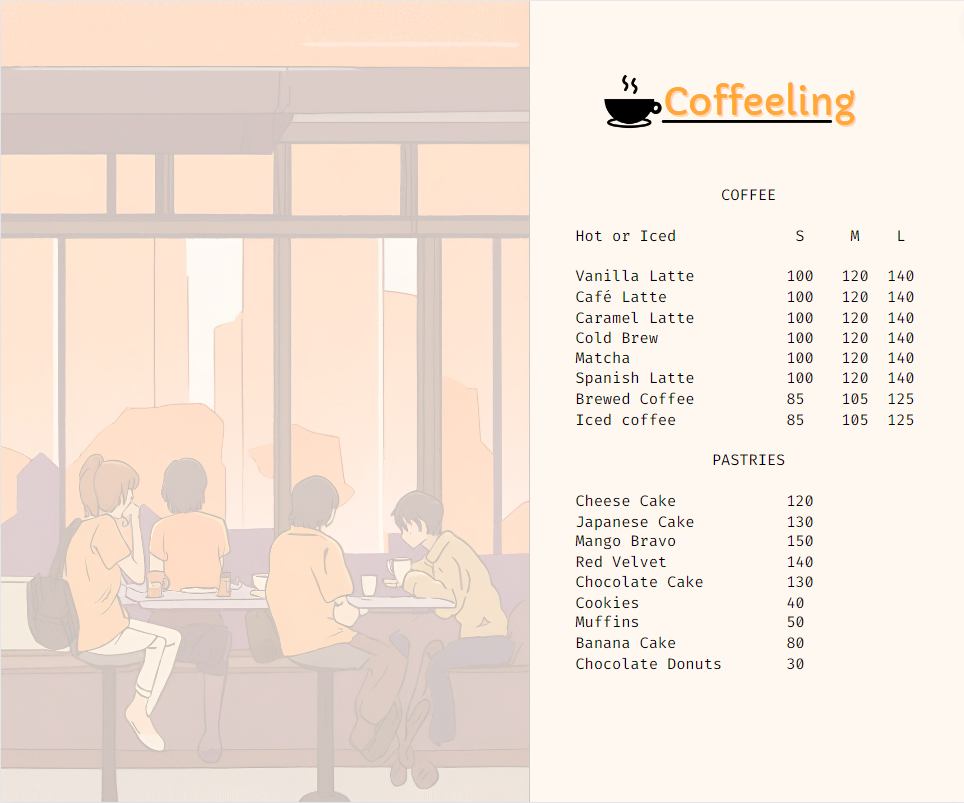 Coffeeling
COFFEE
Hot or Iced S M L
Vanilla Latte 100 120 140
Café Latte 100 120 140
Caramel Latte 100 120 140
Cold Brew 100 120 140
Matcha 100 120 140
Spanish Latte 100 120 140
Brewed Coffee 85 105 125
Iced coffee 85 105 125
PASTRIES
Cheese Cake 120
Japanese Cake 130
Mango Bravo 150
Red Velvet 140
Chocolate Cake 130
Cookies 40
Muffins 50
Banana Cake 80
Chocolate Donuts 30